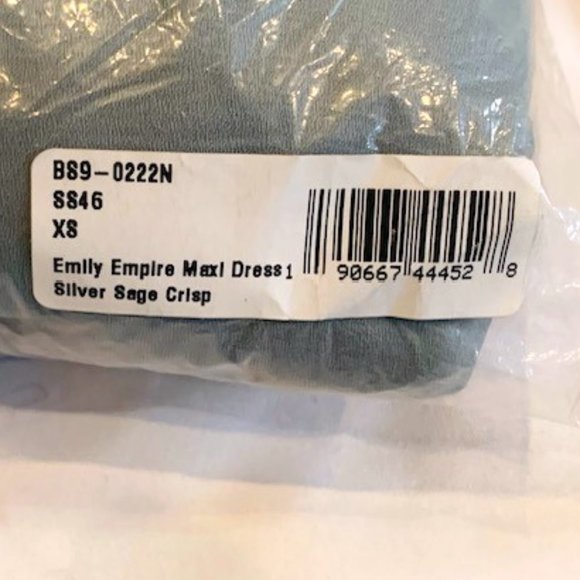 BS9-0222N
SS46
XS
Emily Empire Maxi Dress
Silver Sage Crisp
1 90667 44452 8